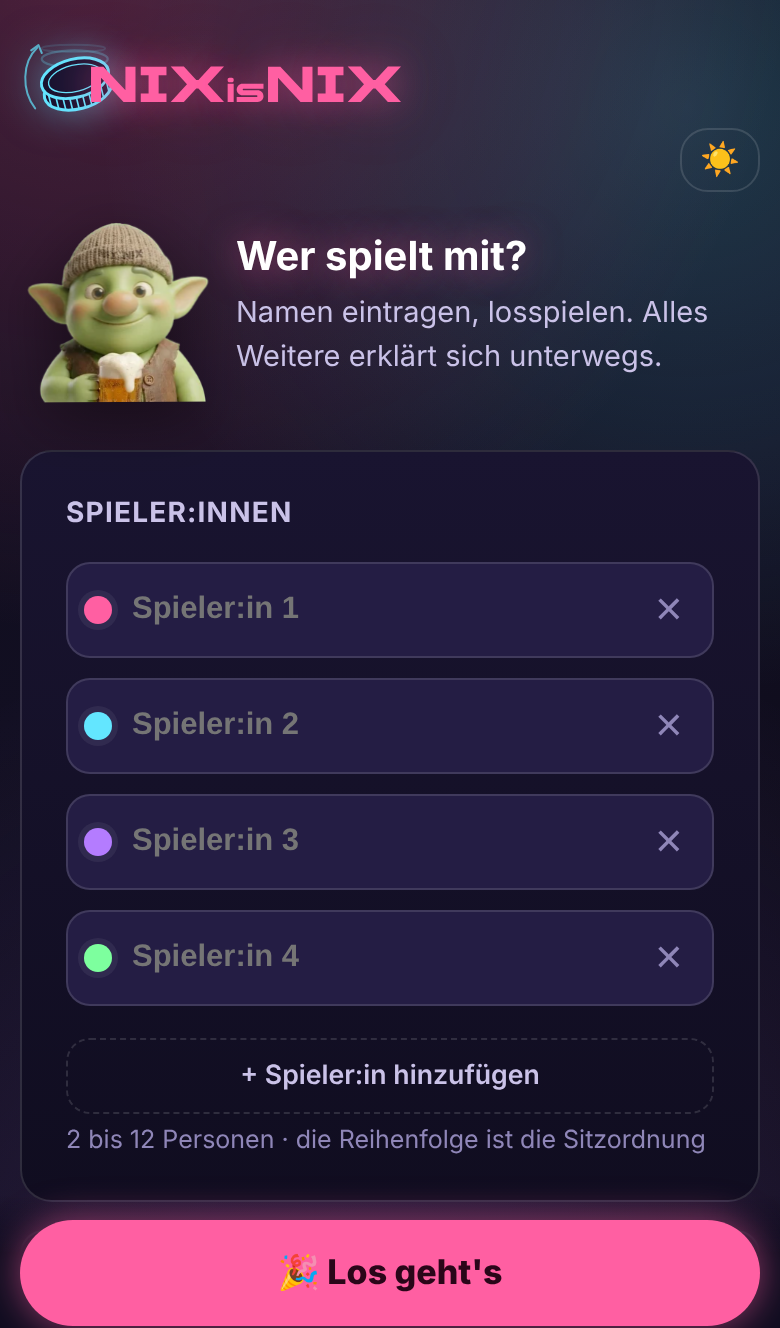 NIXisNIX
Wer spielt mit?
Namen eintragen, losspielen. Alles
Weitere erklärt sich unterwegs.
SPIELER:INNEN
Spieler:in 1
Spieler:in 2
Spieler:in 3
Spieler:in 4
+ Spieler:in hinzufügen
2 bis 12 Personen · die Reihenfolge ist die Sitzordnung
🎉 Los geht's